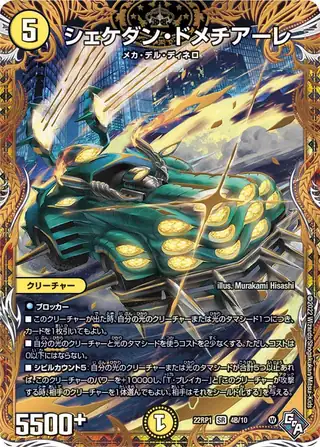 5
シェケダン・ドメチアーレ
メカ・デル・ディネロ
illus. Murakami Hisashi
クリーチャー
■ブロッカー
■このクリーチャーが出た時、自分の光のクリーチャーまたは光のタマシード1つにつき、カードを1枚引いてもよい。
■自分の光のクリーチャーと光のタマシードを使うコストを2少なくする。ただし、コストは0以下にはならない。
■シビルカウント5:自分の光のクリーチャーまたは光のタマシードが合計5つ以上あれば、このクリーチャーのパワーを+10000し、「T・ブレイカー」と「このクリーチャーが攻撃する時、相手のクリーチャーを1体選んでもよい。相手はそれをシールド化する」を与える。
5500+
1
22RP1 SR 4B/10
W